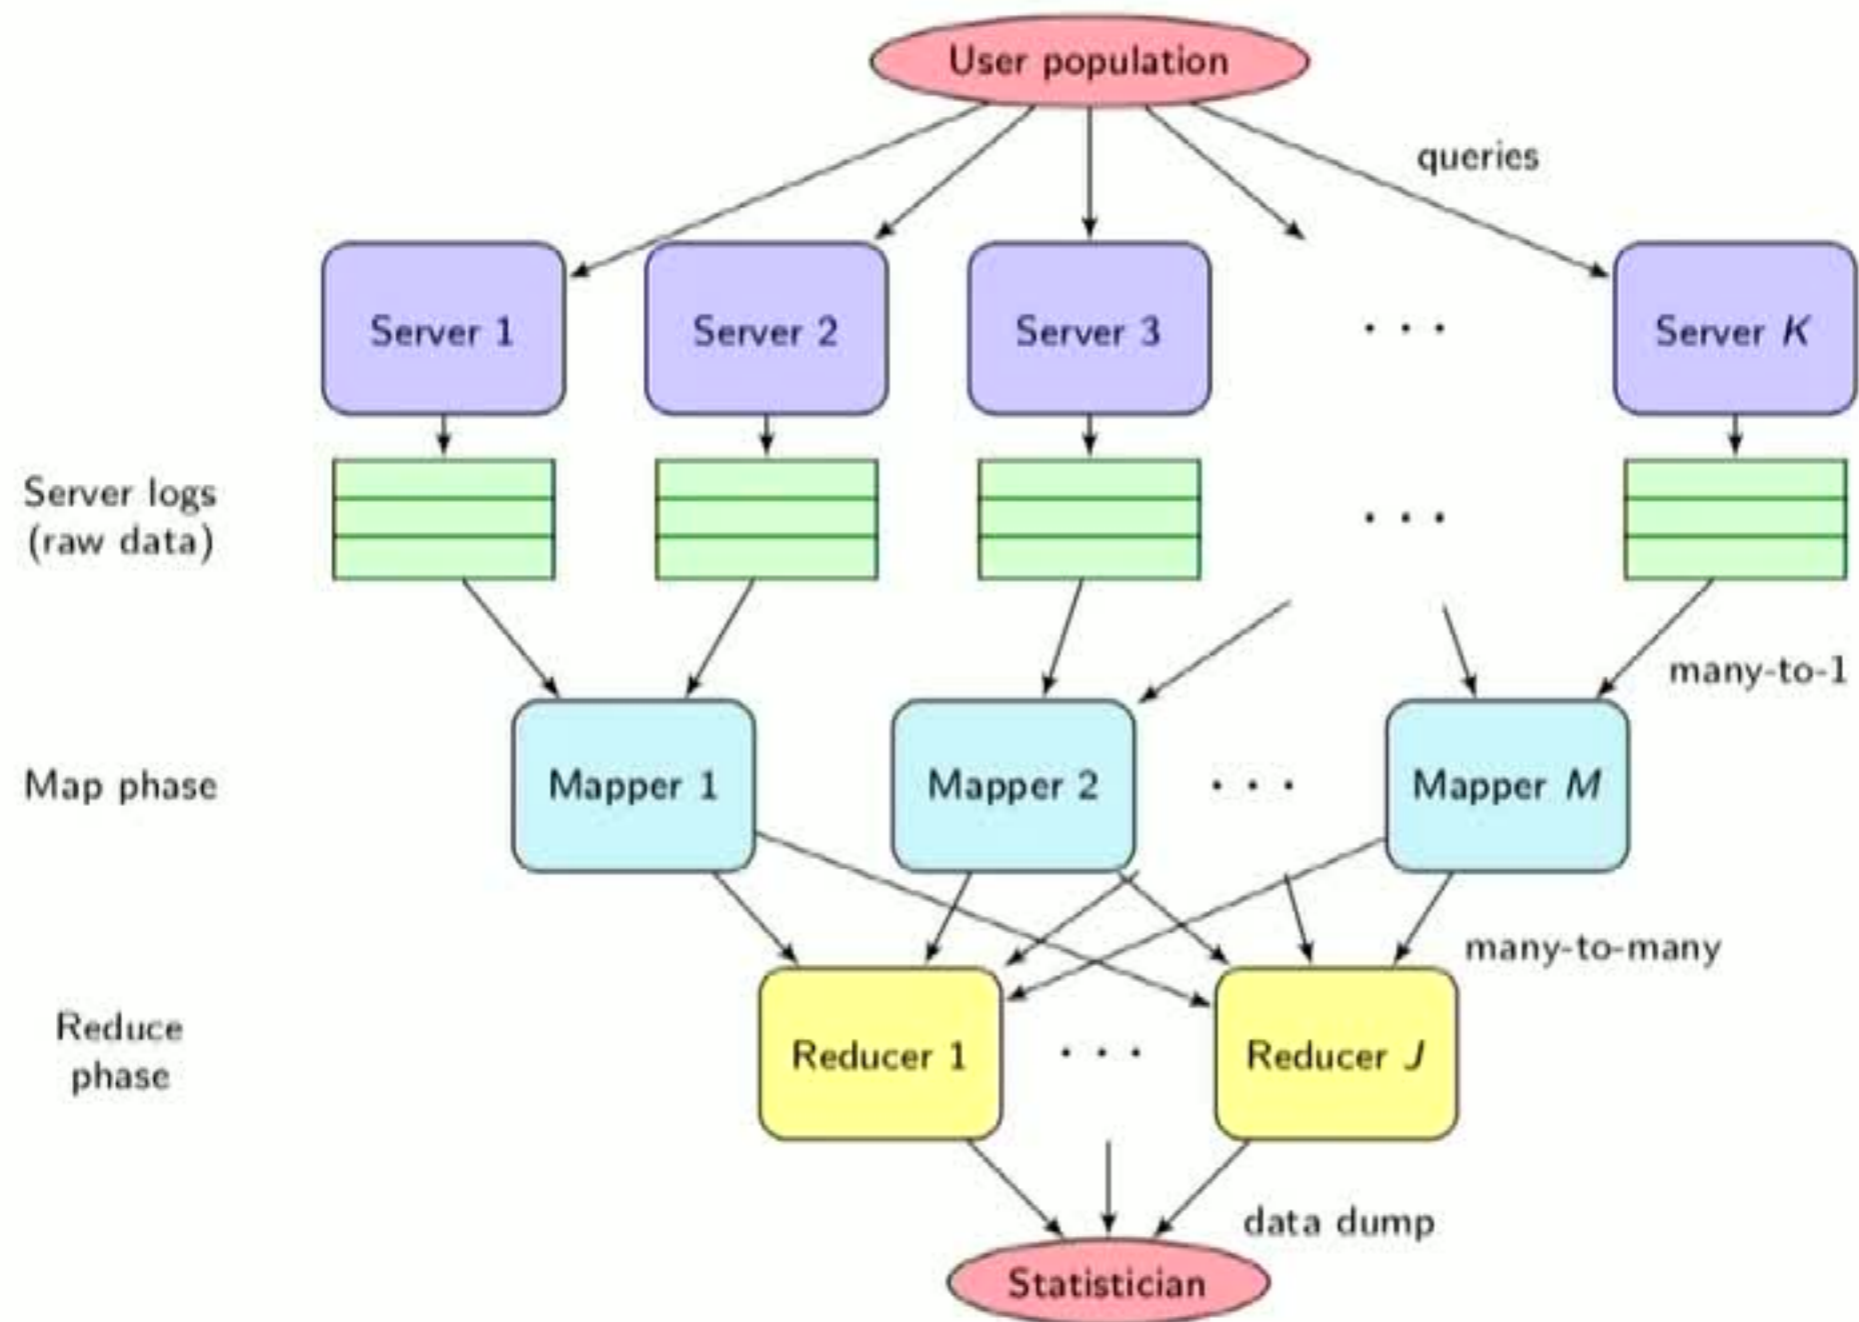 User population
queries
Server 1
Server 2
Server 3
. . .
Server K
Server logs
(raw data)
. . .
many-to-1
Map phase
Mapper 1
Mapper 2
. . .
Mapper M
many-to-many
Reduce
phase
Reducer 1
. . .
Reducer J
data dump
Statistician